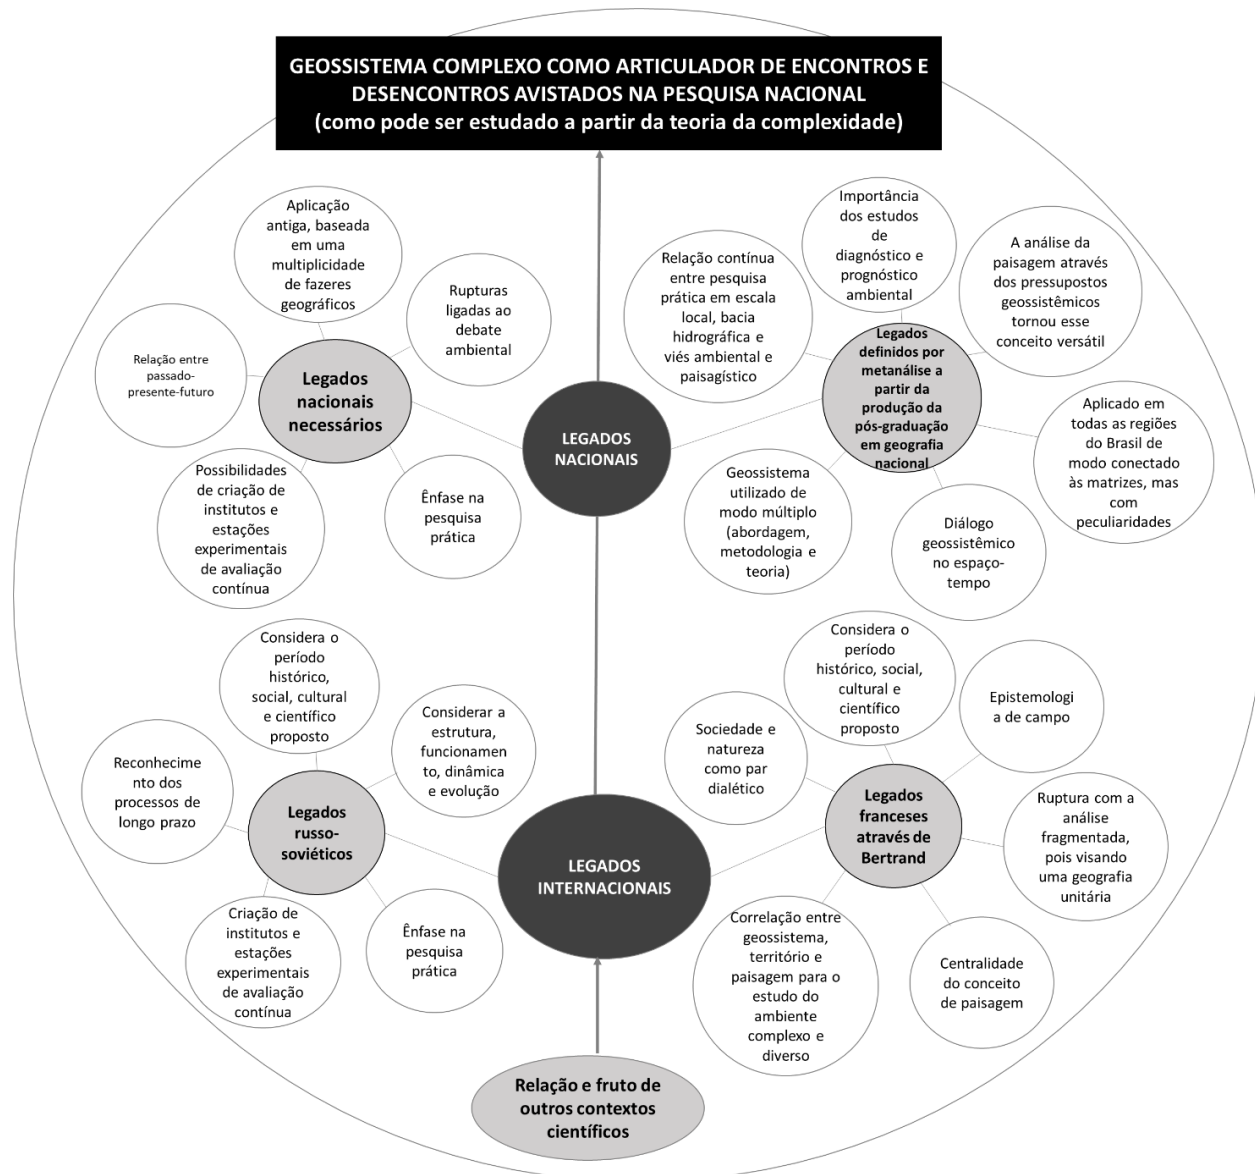 GEOSSISTEMA COMPLEXO COMO ARTICULADOR DE ENCONTROS E
DESENCONTROS AVISTADOS NA PESQUISA NACIONAL
(como pode ser estudado a partir da teoria da complexidade)
Aplicação
antiga, baseada
em uma
multiplicidade
de fazeres
geográficos
Rupturas
ligadas ao
debate
ambiental
Relação entre
passado-
presente-futuro
Legados
nacionais
necessários
Possibilidades
de criação de
institutos e
estações
experimentais
de avaliação
contínua
Ênfase na
pesquisa
prática
LEGADOS
NACIONAIS
Relação contínua
entre pesquisa
prática em escala
local, bacia
hidrográfica e
viés ambiental e
paisagístico
Importância
dos estudos
de
diagnóstico e
prognóstico
ambiental
A análise da
paisagem através
dos pressupostos
geossistêmicos
tornou esse
conceito versátil
Legados
definidos por
metanálise a
partir da
produção da
pós-graduação
em geografia
nacional
Aplicado em
todas as regiões
do Brasil de
modo conectado
às matrizes, mas
com
peculiaridades
Geossistema
utilizado de
modo múltiplo
(abordagem,
metodologia e
teoria)
Diálogo
geossistêmico
no espaço-
tempo
Considera o
período
histórico,
social, cultural
e científico
proposto
Considerar a
estrutura,
funcionamen
to, dinâmica
e evolução
Reconhecime
nto dos
processos de
longo prazo
Legados
russo-
soviéticos
Criação de
institutos e
estações
experimentais
de avaliação
contínua
Ênfase na
pesquisa
prática
LEGADOS
INTERNACIONAIS
Considera o
período
histórico, social,
cultural e
científico
proposto
Epistemologi
a de campo
Sociedade e
natureza
como par
dialético
Legados
franceses
através de
Bertrand
Ruptura com a
análise
fragmentada,
pois visando
uma geografia
unitária
Correlação entre
geossistema,
território e
paisagem para o
estudo do
ambiente
complexo e
diverso
Centralidade
do conceito
de paisagem
Relação e fruto de
outros contextos
científicos